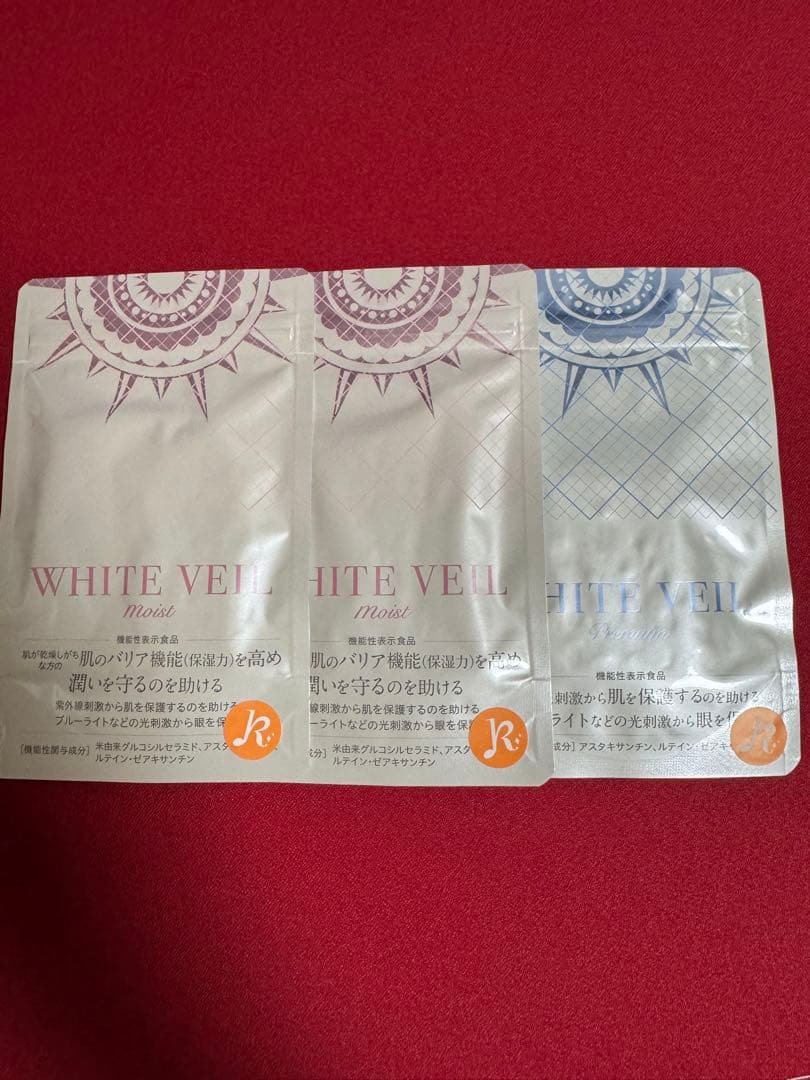 WHITE VEIL
moist
機能性表示食品
肌が乾燥しがちな方の 肌のバリア機能(保湿力)を高め
潤いを守るのを助ける
紫外線刺激から肌を保護するのを助ける
ブルーライトなどの光刺激から眼を保
[機能性関与成分] 米由来グルコシルセラミド、アスタ
ルテイン・ゼアキサンチン
R
HITE VEIL
moist
機能性表示食品
肌のバリア機能(保湿力)を高め
潤いを守るのを助ける
線刺激から肌を保護するのを助ける
ーライトなどの光刺激から眼を保
成分] 米由来グルコシルセラミド、アスタ
ルテイン・ゼアキサンチン
R
HITE VEIL
Premium
機能性表示食品
刺激から肌を保護するのを助ける
ライトなどの光刺激から眼を保
成分] アスタキサンチン、ルテイン・ゼアキ
R